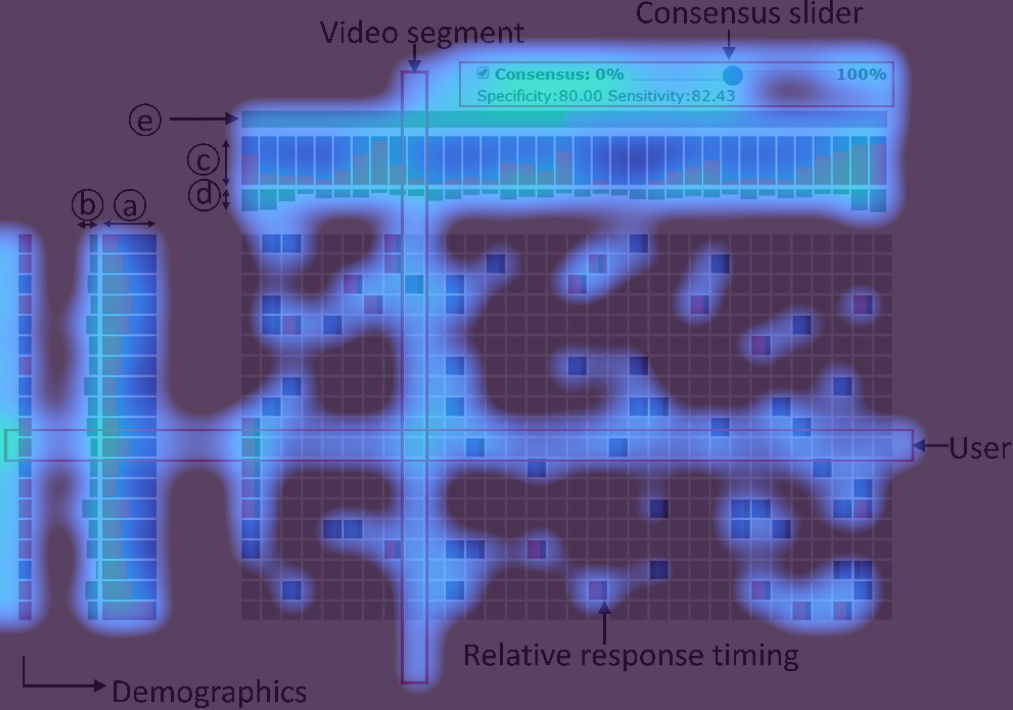 Consensus slider
Video segment
Consensus: 0% 100%
Specificity:80.00 Sensitivity:82.43
e
c
d
b a
User
Relative response timing
Demographics